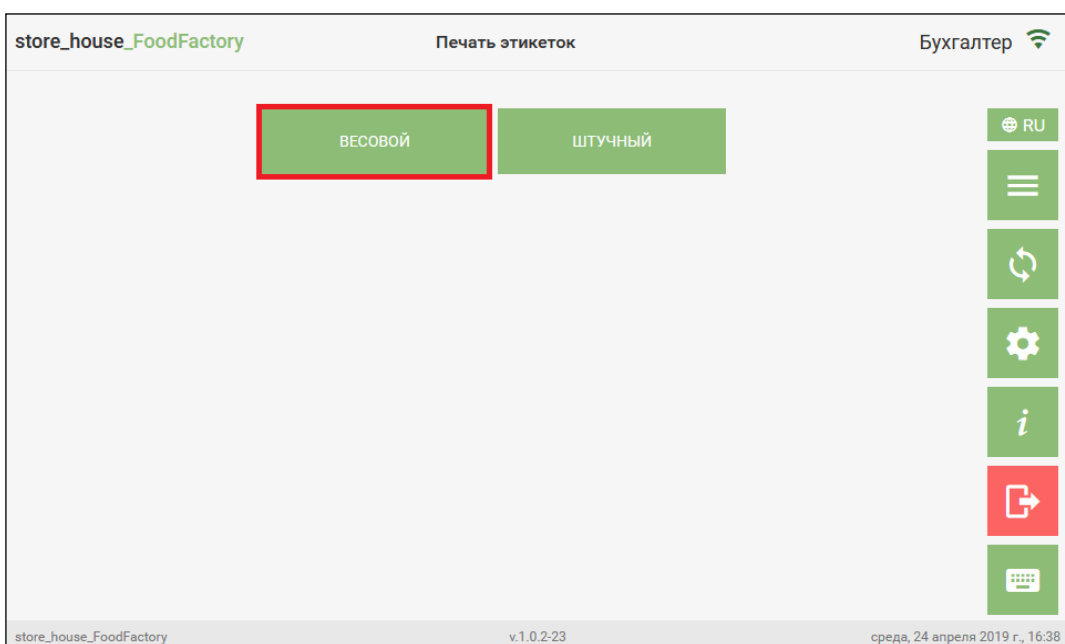 store_house_FoodFactory
Печать этикеток
Бухгалтер
ВЕСОВОЙ
ШТУЧНЫЙ
RU
i
store_house_FoodFactory
v.1.0.2-23
среда, 24 апреля 2019 г., 16:38